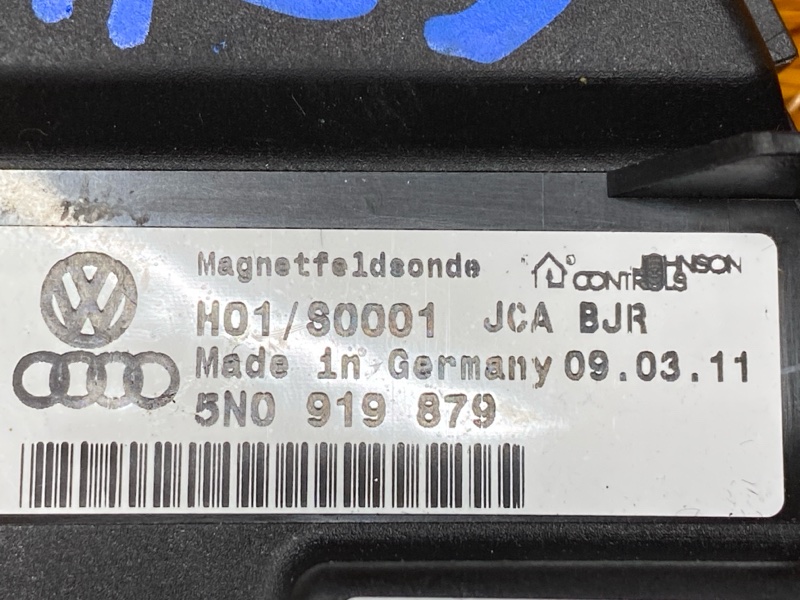 Magnetfeldsonde JOHNSON CONTROLS
H01/S0001 JCA BJR
Made in Germany 09.03.11
5N0 919 879